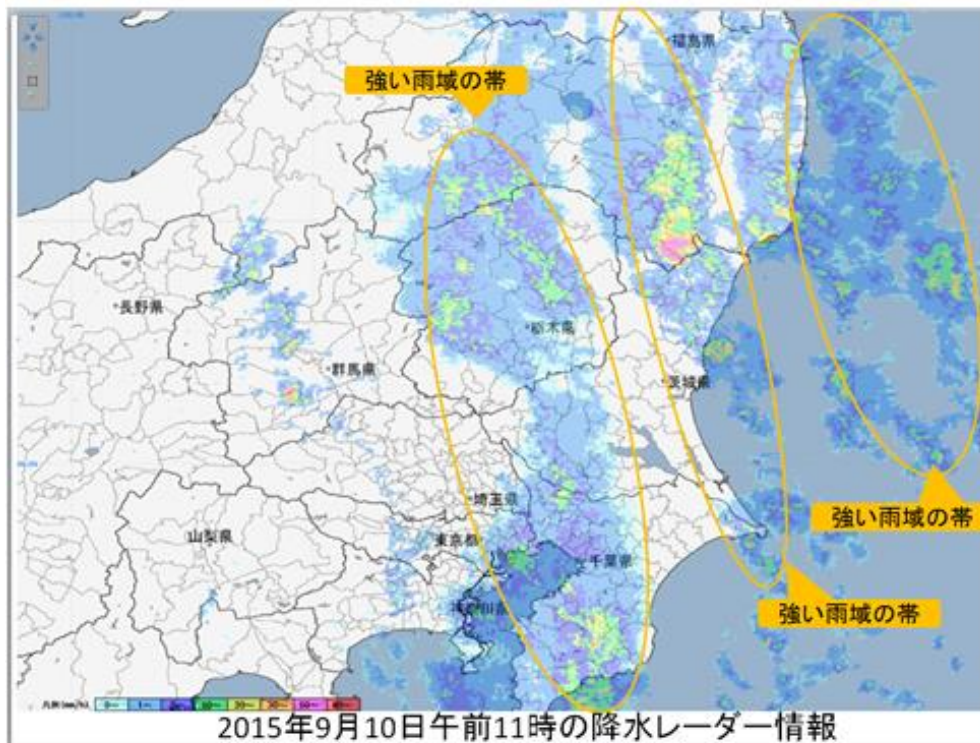 福島県
強い雨域の帯
長野県
栃木県
群馬県
茨城県
埼玉県
強い雨域の帯
山梨県
東京都
千葉県
強い雨域の帯
凡例(mm/h)
2015年9月10日午前11時の降水レーダー情報